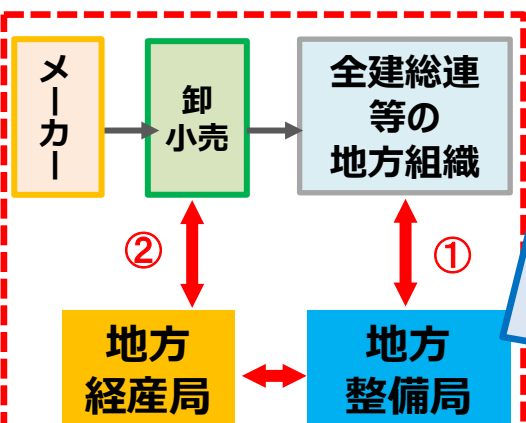 メーカー
卸
小売
全建総連
等の
地方組織
②
①
地方
経産局
地方
整備局